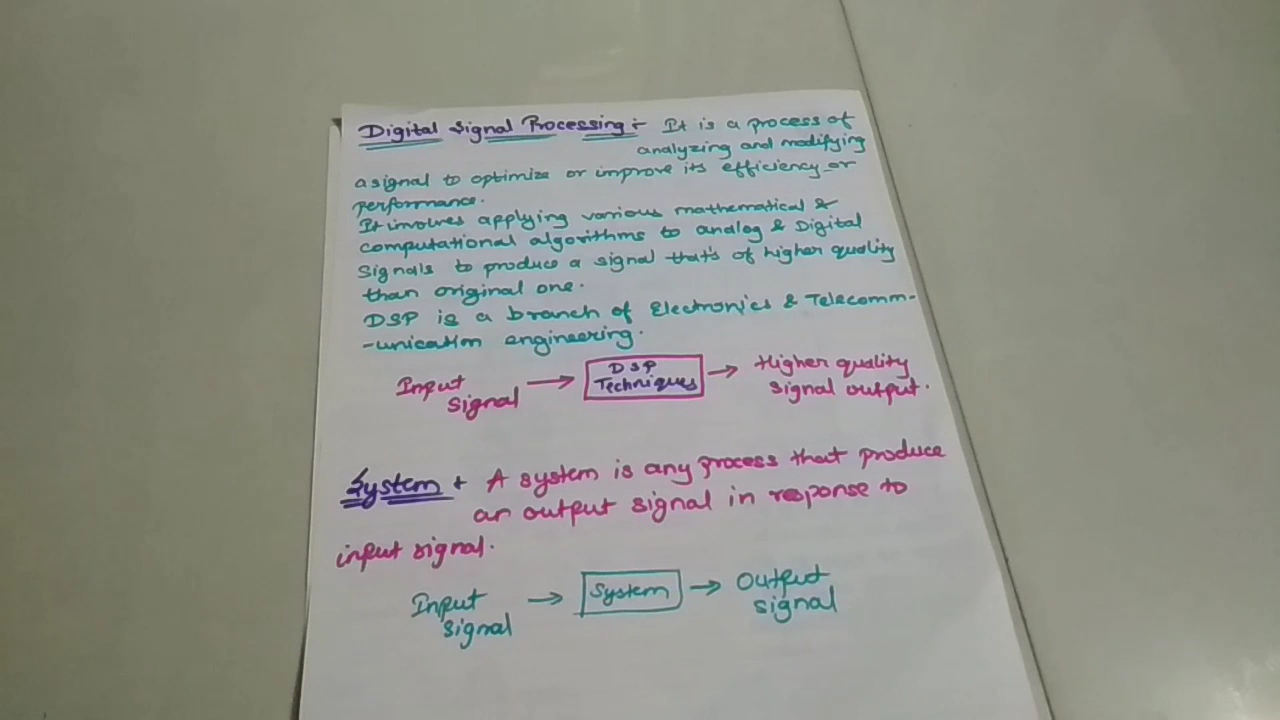 Digital Signal Processing :- It is a process of
analyzing and modifying
a signal to optimize or improve its efficiency or
performance.
It involves applying various mathematical &
computational algorithms to analog & Digital
Signals to produce a signal that's of higher quality
than original one.
DSP is a branch of Electronics & Telecomm-
-unication engineering.
Input
Signal → DSP
Techniques → Higher quality
signal output.
System :- A system is any process that produce
an output signal in response to
input signal.
Input
Signal → System → Output
signal